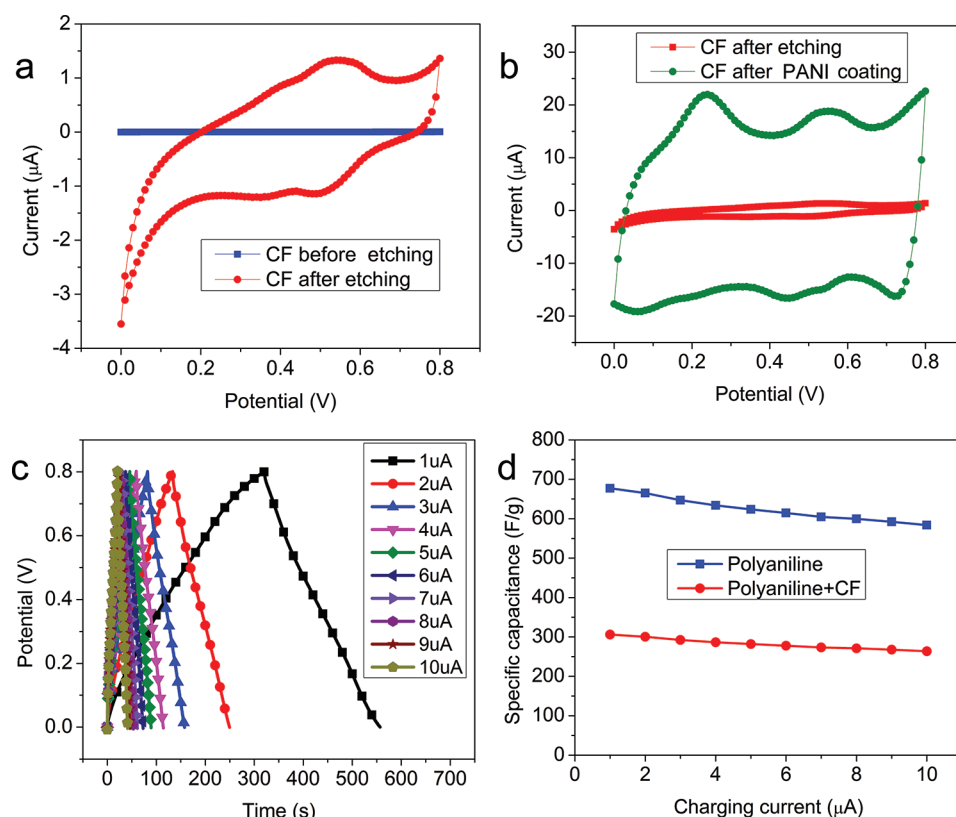 a
2
1
0
-1
-2
-3
-4
Current (μA)
CF before etching
CF after etching
0.0 0.2 0.4 0.6 0.8
Potential (V)
b
30
20
10
0
-10
-20
Current (μA)
CF after etching
CF after PANI coating
0.0 0.2 0.4 0.6 0.8
Potential (V)
c
0.8
0.6
0.4
0.2
0.0
Potential (V)
1uA
2uA
3uA
4uA
5uA
6uA
7uA
8uA
9uA
10uA
0 100 200 300 400 500 600 700
Time (s)
d
800
700
600
500
400
300
200
100
0
Specific capacitance (F/g)
Polyaniline
Polyaniline+CF
0 2 4 6 8 10
Charging current (μA)